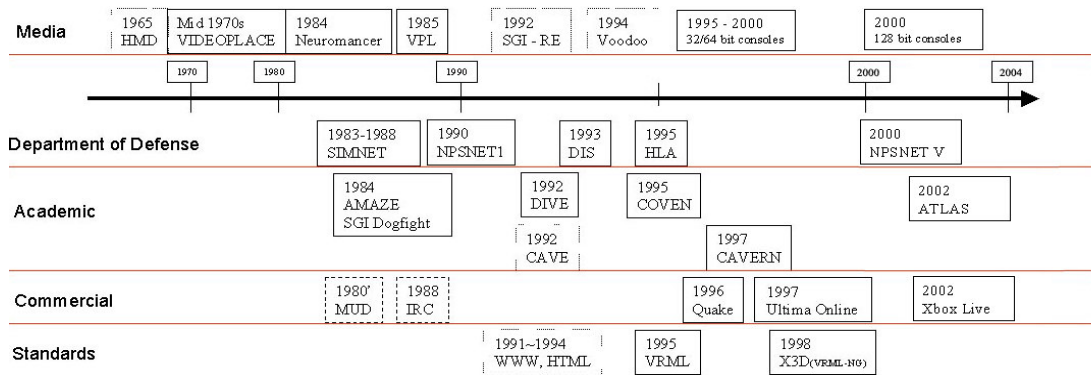 Media
1965
HMD
Mid 1970s
VIDEOPLACE
1984
Neuromancer
1985
VPL
1992
SGI - RE
1994
Voodoo
1995 - 2000
32/64 bit consoles
2000
128 bit consoles
1970
1980
1990
2000
2004
Department of Defense
1983-1988
SIMNET
1990
NPSNET1
1993
DIS
1995
HLA
2000
NPSNET V
Academic
1984
AMAZE
SGI Dogfight
1992
DIVE
1995
COVEN
2002
ATLAS
1992
CAVE
1997
CAVERN
Commercial
1980’
MUD
1988
IRC
1996
Quake
1997
Ultima Online
2002
Xbox Live
Standards
1991~1994
WWW, HTML
1995
VRML
1998
X3D(VRML-NG)